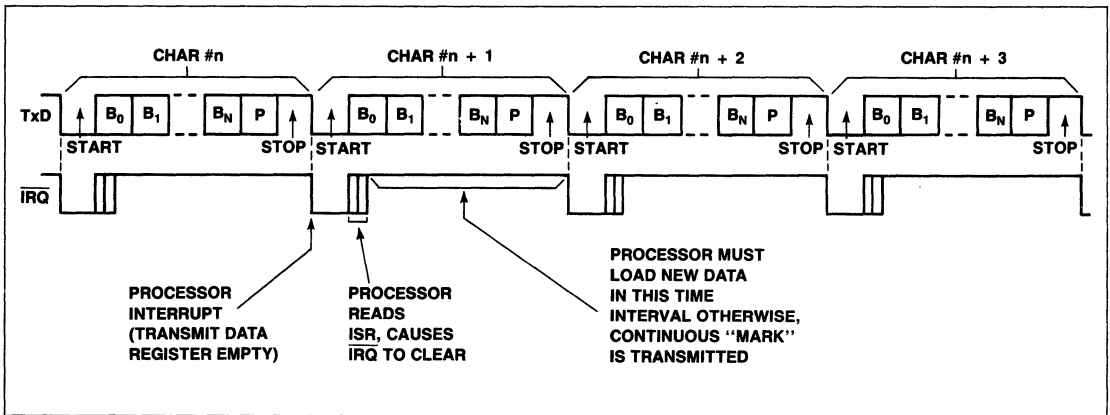 CHAR #n CHAR #n + 1 CHAR #n + 2 CHAR #n + 3
TxD B0 B1 BN P B0 B1 BN P B0 B1 BN P B0 B1 BN P
START STOP START STOP START STOP START STOP
IRQ
PROCESSOR
INTERRUPT
(TRANSMIT DATA
REGISTER EMPTY)
PROCESSOR
READS
ISR, CAUSES
IRQ TO CLEAR
PROCESSOR MUST
LOAD NEW DATA
IN THIS TIME
INTERVAL OTHERWISE,
CONTINUOUS "MARK"
IS TRANSMITTED